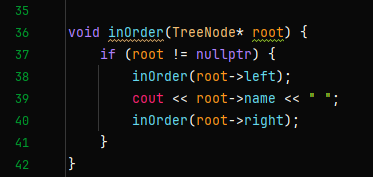 35
36 void inOrder(TreeNode* root) {
37     if (root != nullptr) {
38         inOrder(root->left);
39         cout << root->name << " ";
40         inOrder(root->right);
41     }
42 }